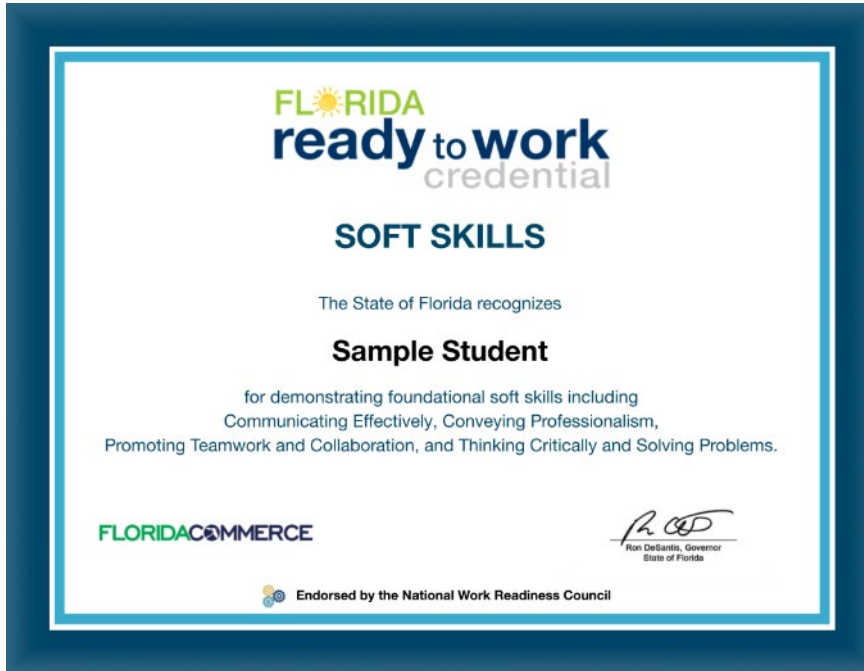 FLORIDA
ready to work
credential
SOFT SKILLS
The State of Florida recognizes
Sample Student
for demonstrating foundational soft skills including
Communicating Effectively, Conveying Professionalism,
Promoting Teamwork and Collaboration, and Thinking Critically and Solving Problems.
FLORIDACOMMERCE
Ron DeSantis, Governor
State of Florida
Endorsed by the National Work Readiness Council